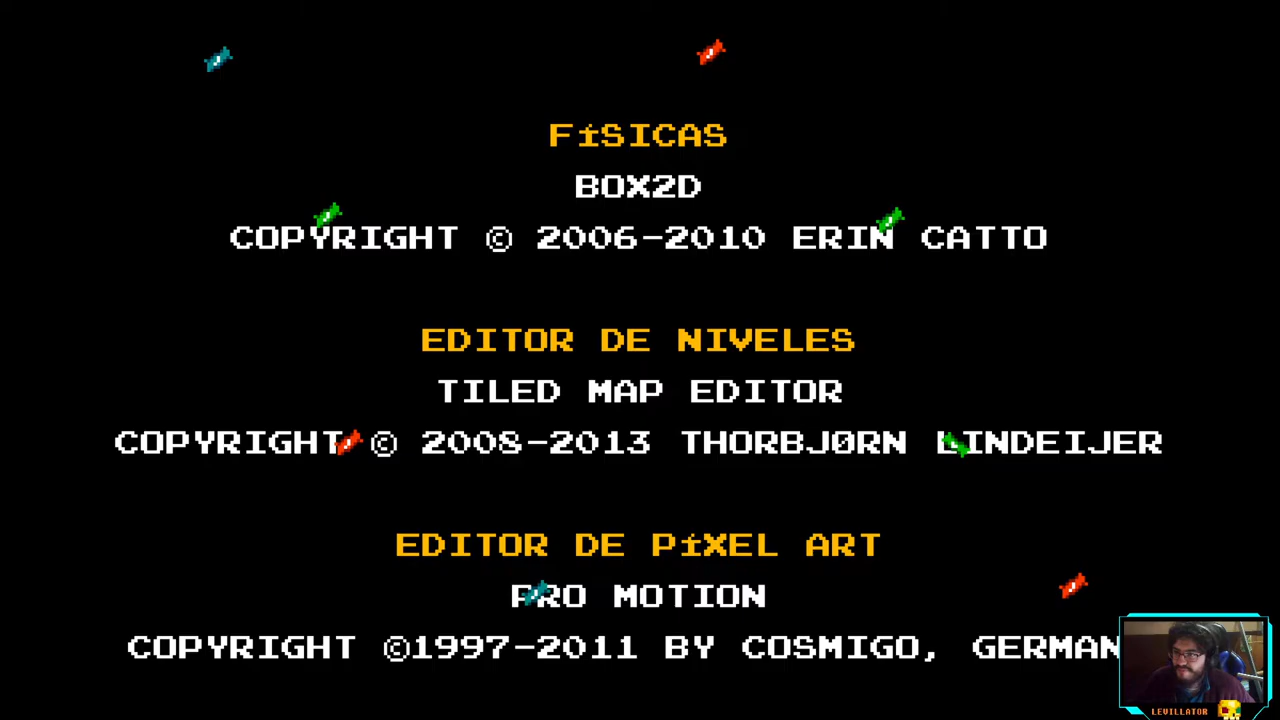 FíSICAS
BOX2D
COPYRIGHT © 2006-2010 ERIN CATTO
EDITOR DE NIVELES
TILED MAP EDITOR
COPYRIGHT © 2008-2013 THORBJØRN LINDEIJER
EDITOR DE PíXEL ART
PRO MOTION
COPYRIGHT ©1997-2011 BY COSMIGO, GERMAN
LEVILLATOR